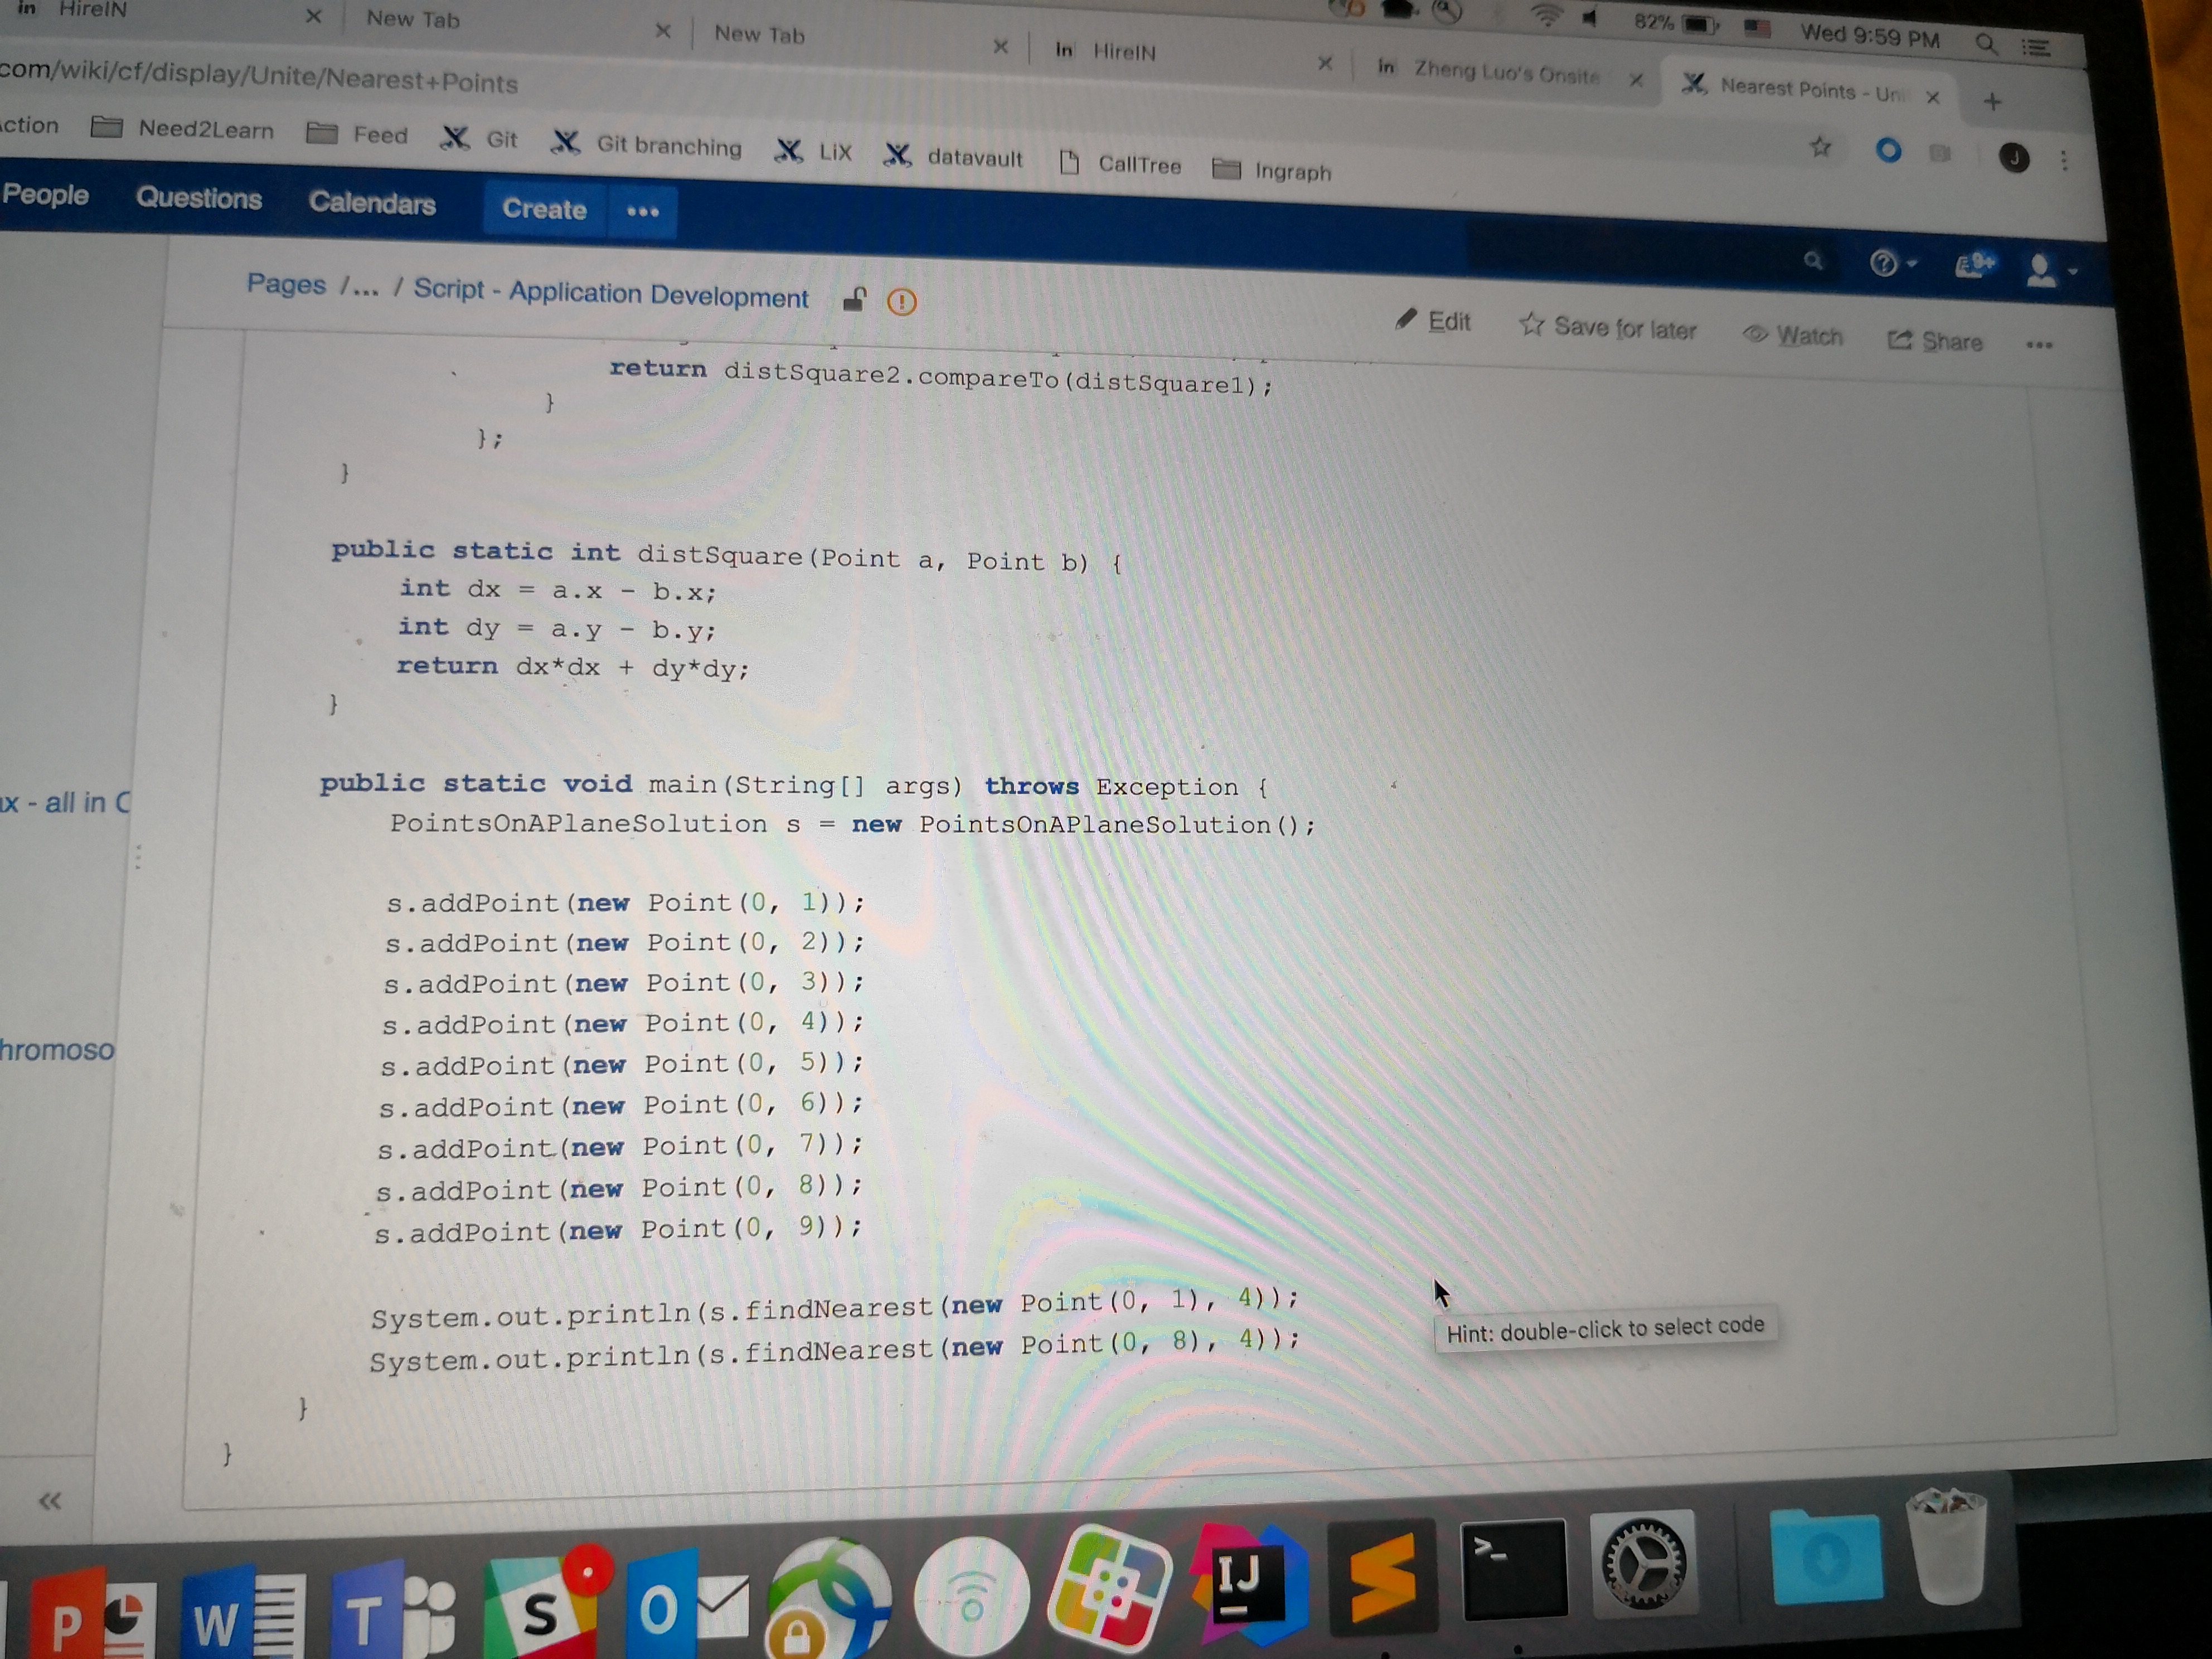 in HireIN × New Tab × New Tab × in HireIN × in Zheng Luo's Onsite × Nearest Points - Un × +
82% Wed 9:59 PM
com/wiki/cf/display/Unite/Nearest+Points
ction Need2Learn Feed Git Git branching LiX datavault CallTree Ingraph J
People Questions Calendars Create ••• 9+
Pages /... / Script - Application Development
Edit Save for later Watch Share •••
return distSquare2.compareTo(distSquare1);
}
};
}
public static int distSquare(Point a, Point b) {
int dx = a.x - b.x;
int dy = a.y - b.y;
return dx*dx + dy*dy;
}
public static void main(String[] args) throws Exception {
PointsOnAPlaneSolution s = new PointsOnAPlaneSolution();
s.addPoint(new Point(0, 1));
s.addPoint(new Point(0, 2));
s.addPoint(new Point(0, 3));
s.addPoint(new Point(0, 4));
s.addPoint(new Point(0, 5));
s.addPoint(new Point(0, 6));
s.addPoint(new Point(0, 7));
s.addPoint(new Point(0, 8));
s.addPoint(new Point(0, 9));
System.out.println(s.findNearest(new Point(0, 1), 4));
System.out.println(s.findNearest(new Point(0, 8), 4));
}
}
Hint: double-click to select code
x - all in C
hromoso
«
P W T S O IJ >_